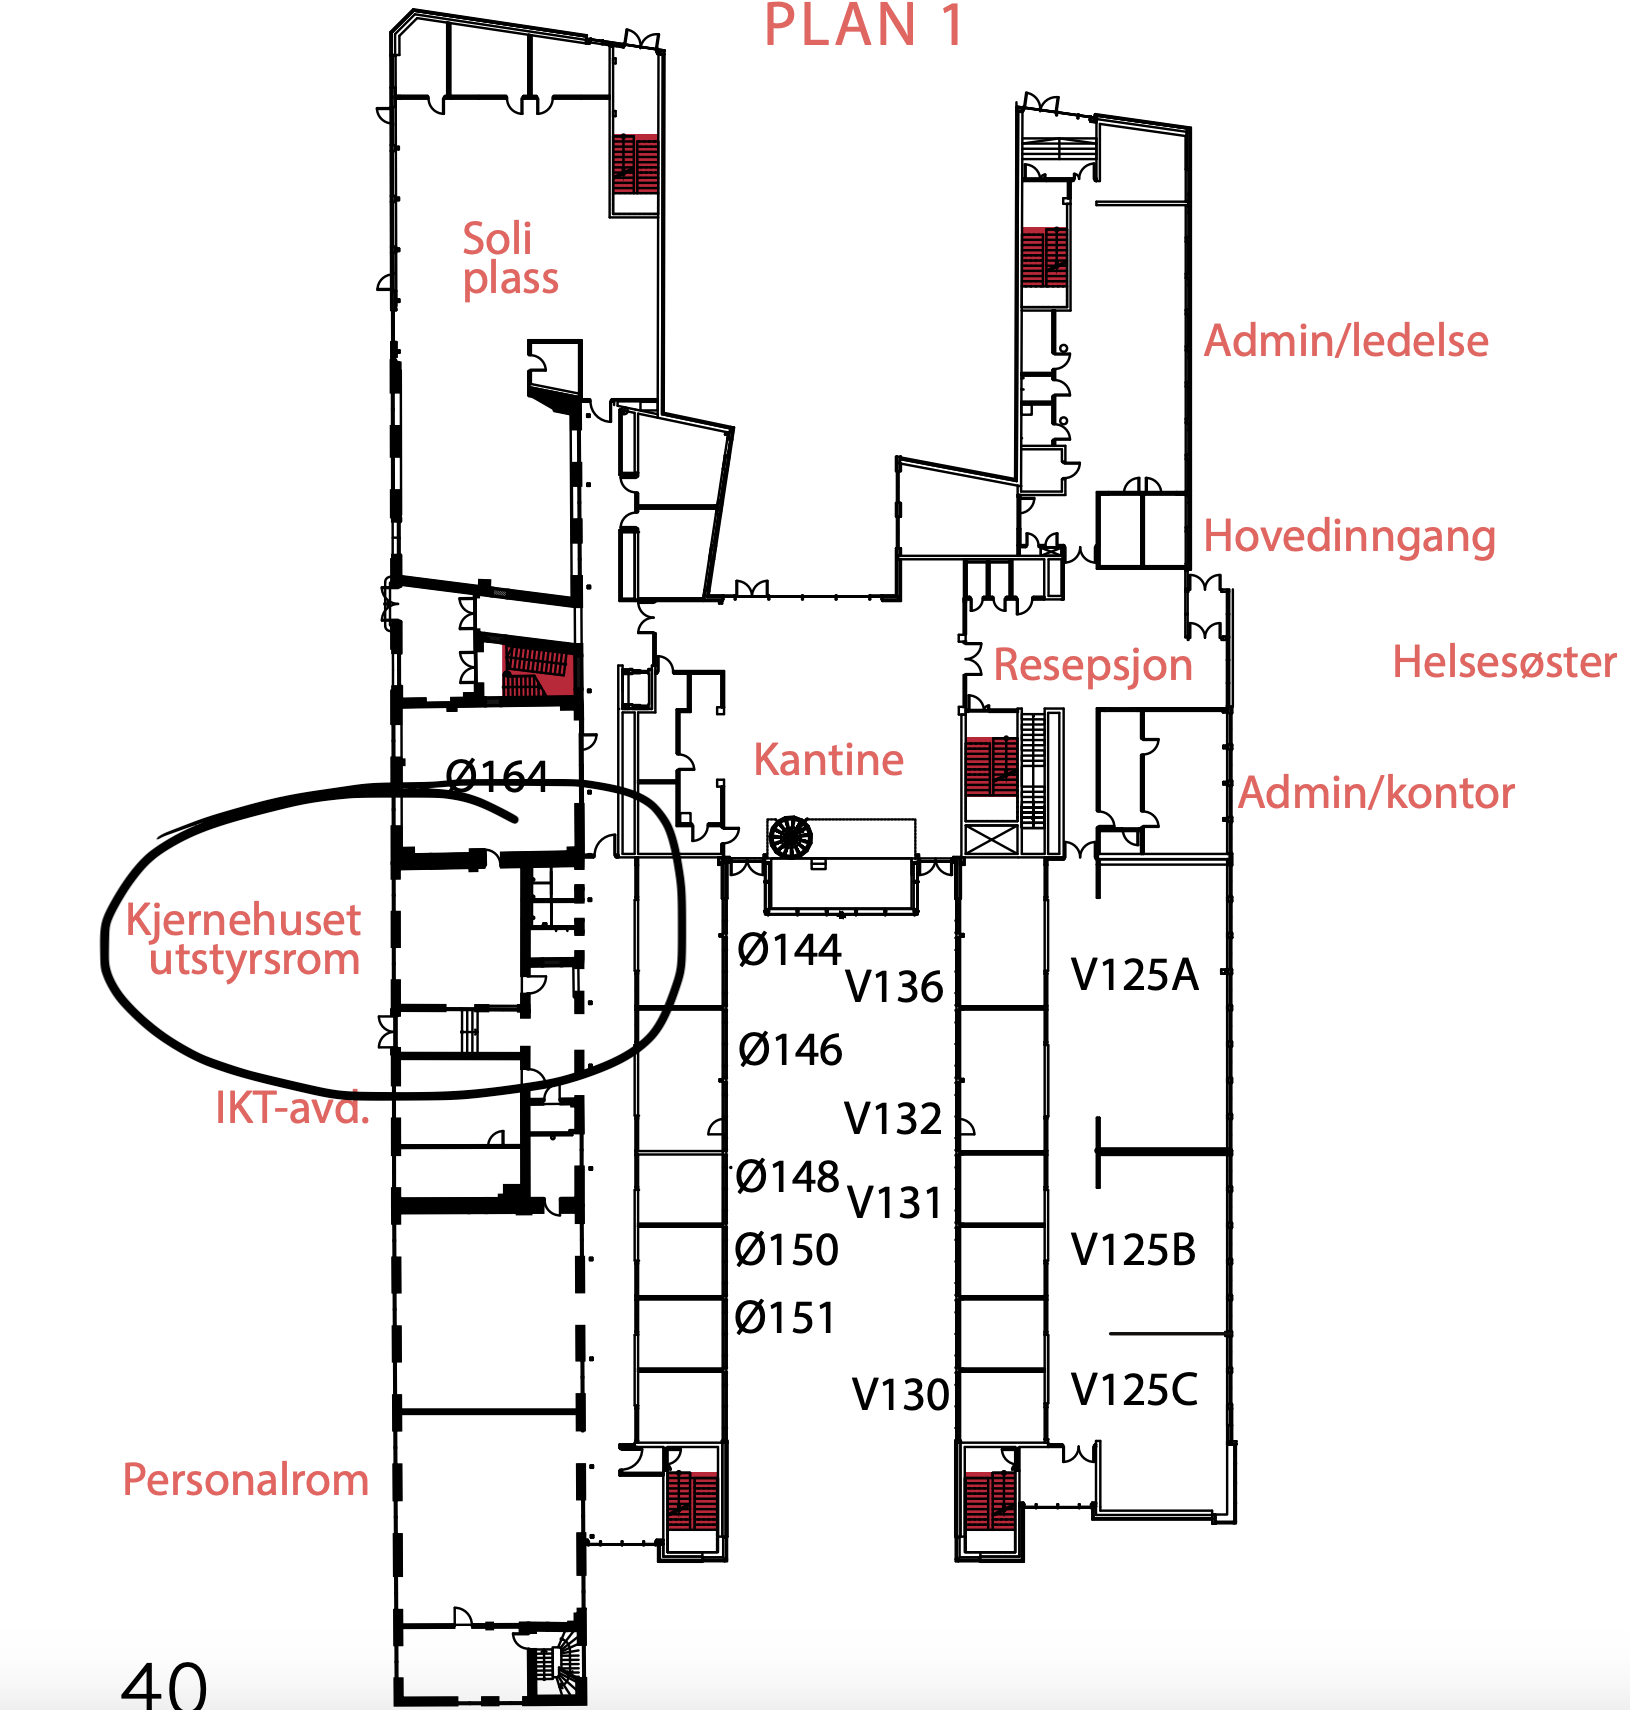 PLAN 1
Soli
plass
Admin/ledelse
Hovedinngang
Resepsjon
Helsesøster
Kantine
Ø164
Admin/kontor
Kjernehuset
utstyrsrom
Ø144
V136
V125A
Ø146
IKT-avd.
V132
Ø148
V131
Ø150
V125B
Ø151
V130
V125C
Personalrom
40